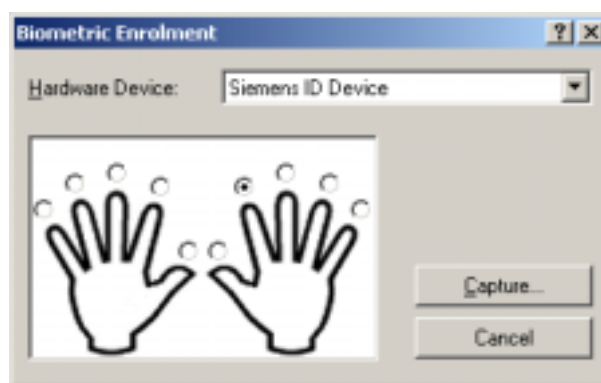 Biometric Enrolment
Hardware Device: Siemens ID Device
Capture...
Cancel